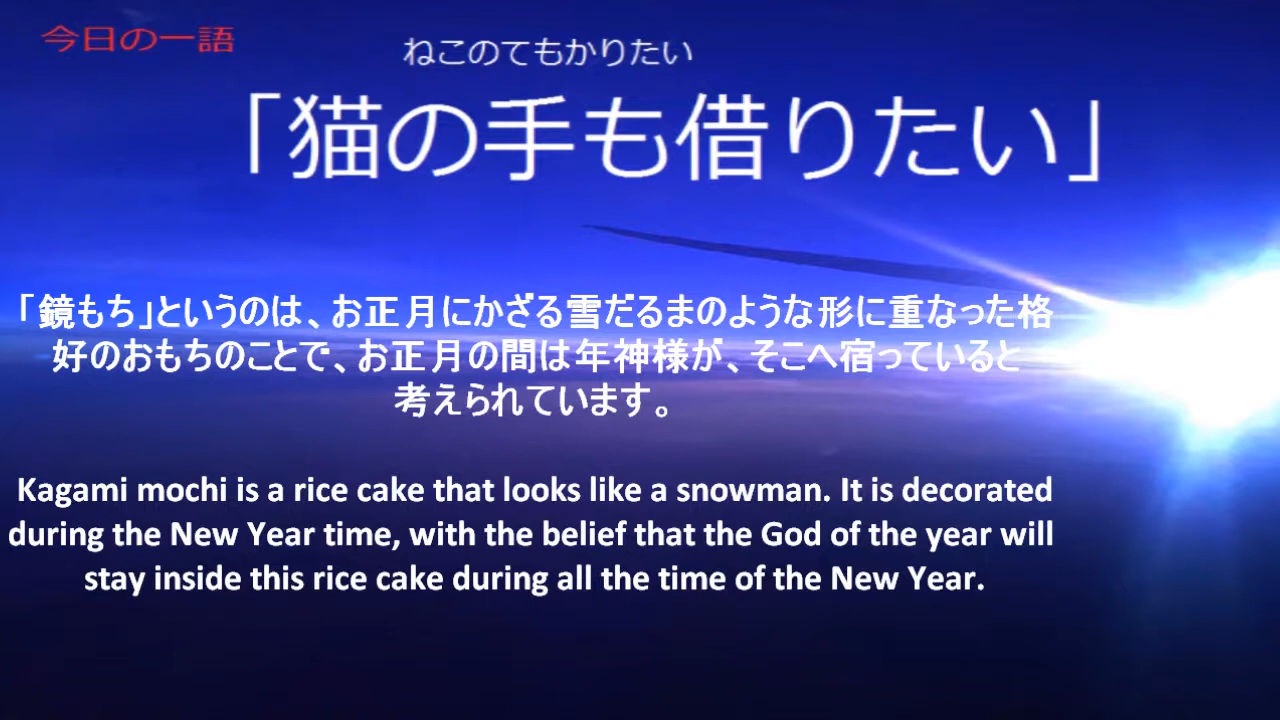 今日の一語
ねこのてもかりたい
「猫の手も借りたい」
「鏡もち」というのは、お正月にかざる雪だるまのような形に重なった格
好のおもちのことで、お正月の間は年神様が、そこへ宿っていると
考えられています。
Kagami mochi is a rice cake that looks like a snowman. It is decorated
during the New Year time, with the belief that the God of the year will
stay inside this rice cake during all the time of the New Year.